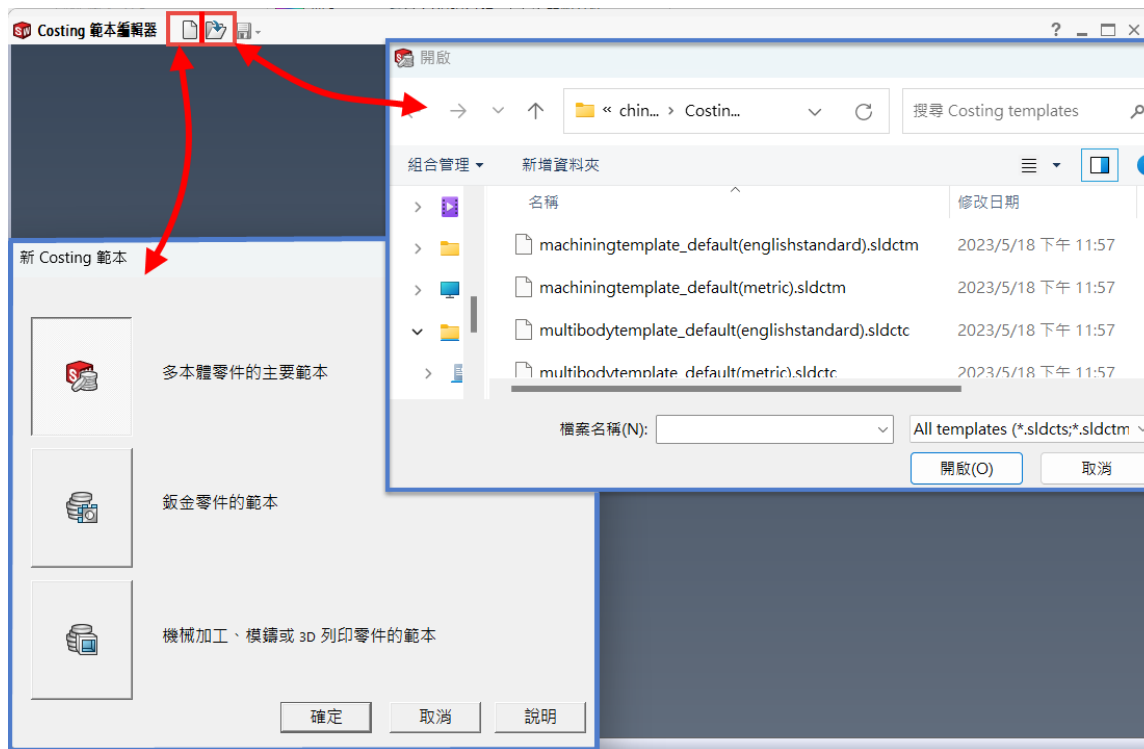 Costing 範本編輯器
?
開啟
« chin... › Costin...
搜尋 Costing templates
組合管理
新增資料夾
名稱
修改日期
machiningtemplate_default(englishstandard).sldctm
2023/5/18 下午 11:57
machiningtemplate_default(metric).sldctm
2023/5/18 下午 11:57
multibodytemplate_default(englishstandard).sldctc
2023/5/18 下午 11:57
multibodytemplate_default(metric).sldctc
2023/5/18 下午 11:57
檔案名稱(N):
All templates (*.sldcts;*.sldctm
開啟(O)
取消
新 Costing 範本
多本體零件的主要範本
鈑金零件的範本
機械加工、模鑄或 3D 列印零件的範本
確定
取消
說明